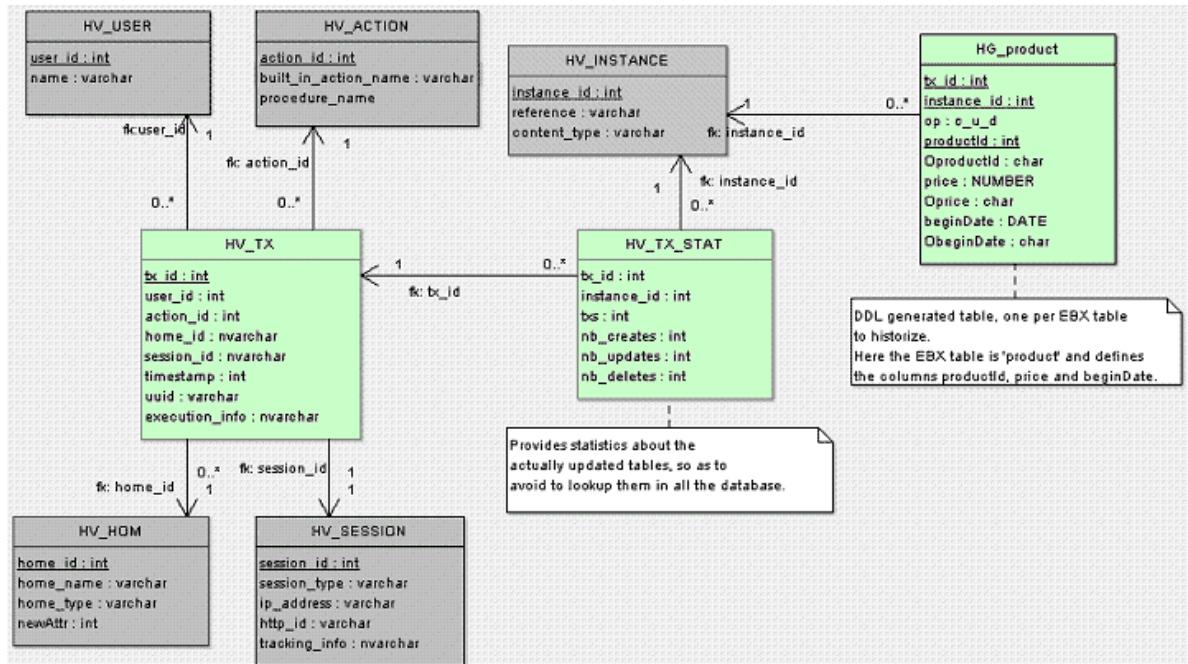 HV_USER
user_id : int
name : varchar
HV_ACTION
action_id : int
built_in_action_name : varchar
procedure_name
HV_INSTANCE
instance_id : int
reference : varchar
content_type : varchar
HG_product
tx_id : int
instance_id : int
op : c_u_d
productId : int
OproductId : char
price : NUMBER
Oprice : char
beginDate : DATE
ObeginDate : char
fk:user_id
1
0..*
fk: action_id
1
0..*
1
0..*
fk: instance_id
1
fk: instance_id
0..*
HV_TX
tx_id : int
user_id : int
action_id : int
home_id : nvarchar
session_id : nvarchar
timestamp : int
uuid : varchar
execution_info : nvarchar
1
0..*
fk: tx_id
HV_TX_STAT
tx_id : int
instance_id : int
txs : int
nb_creates : int
nb_updates : int
nb_deletes : int
DDL generated table, one per EBX table
to historize.
Here the EBX table is 'product' and defines
the columns productId, price and beginDate.
Provides statistics about the
actually updated tables, so as to
avoid to lookup them in all the database.
0..*
fk: home_id
1
fk: session_id
1
1
HV_HOM
home_id : int
home_name : varchar
home_type : varchar
newAttr : int
HV_SESSION
session_id : int
session_type : varchar
ip_address : varchar
http_id : varchar
tracking_info : nvarchar